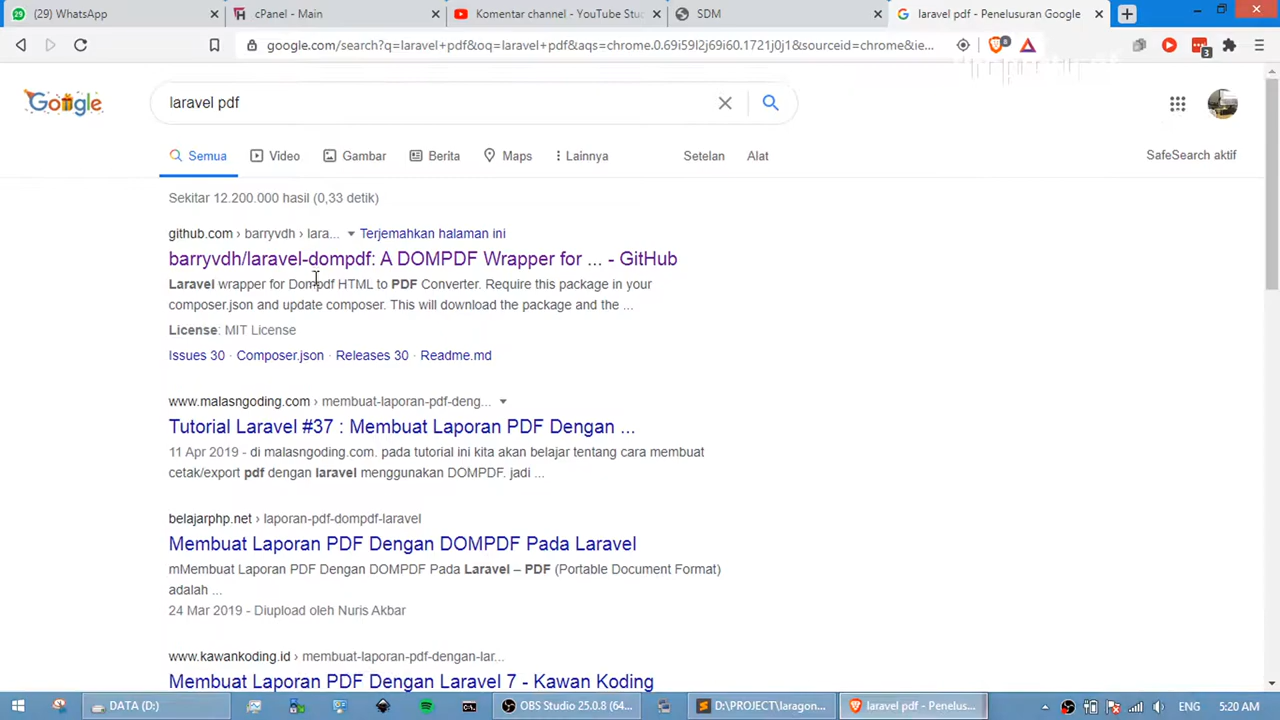 (29) WhatsApp
cPanel - Main
Komentar channel - YouTube Stu
SDM
laravel pdf - Penelusuran Google
google.com/search?q=laravel+pdf&oq=laravel+pdf&aqs=chrome.0.69i59l2j69i60.1721j0j1&sourceid=chrome&ie...
8
3
Google
laravel pdf
Semua
Video
Gambar
Berita
Maps
Lainnya
Setelan
Alat
SafeSearch aktif
Sekitar 12.200.000 hasil (0,33 detik)
github.com › barryvdh › lara... Terjemahkan halaman ini
barryvdh/laravel-dompdf: A DOMPDF Wrapper for ... - GitHub
Laravel wrapper for Dompdf HTML to PDF Converter. Require this package in your
composer.json and update composer. This will download the package and the ...
License: MIT License
Issues 30 · Composer.json · Releases 30 · Readme.md
www.malasngoding.com › membuat-laporan-pdf-deng...
Tutorial Laravel #37 : Membuat Laporan PDF Dengan ...
11 Apr 2019 - di malasngoding.com. pada tutorial ini kita akan belajar tentang cara membuat
cetak/export pdf dengan laravel menggunakan DOMPDF. jadi ...
belajarphp.net › laporan-pdf-dompdf-laravel
Membuat Laporan PDF Dengan DOMPDF Pada Laravel
mMembuat Laporan PDF Dengan DOMPDF Pada Laravel – PDF (Portable Document Format)
adalah ...
24 Mar 2019 - Diupload oleh Nuris Akbar
www.kawankoding.id › membuat-laporan-pdf-dengan-lar...
Membuat Laporan PDF Dengan Laravel 7 - Kawan Koding
DATA (D:)
OBS Studio 25.0.8 (64...
D:\PROJECT\laragon...
laravel pdf - Penelus...
ENG
5:20 AM